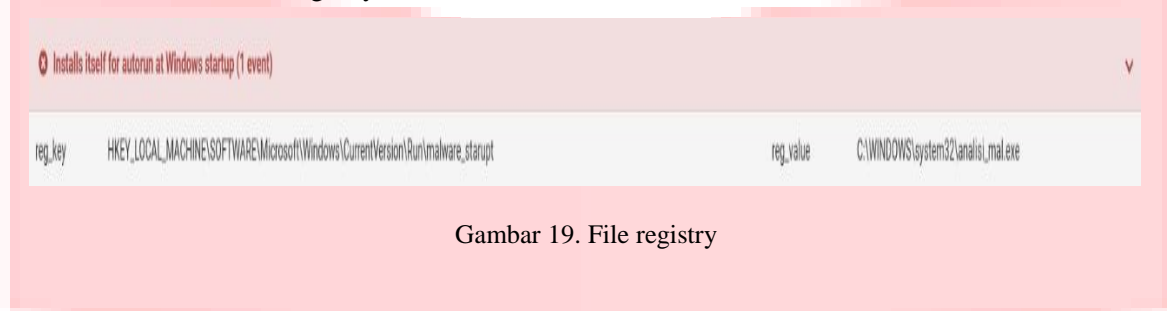 Installs itself for autorun at Windows startup (1 event)
reg_key HKEY_LOCAL_MACHINE\SOFTWARE\Microsoft\Windows\CurrentVersion\Run\malware_starupt reg_value C:\WINDOWS\system32\analisi_mal.exe
Gambar 19. File registry